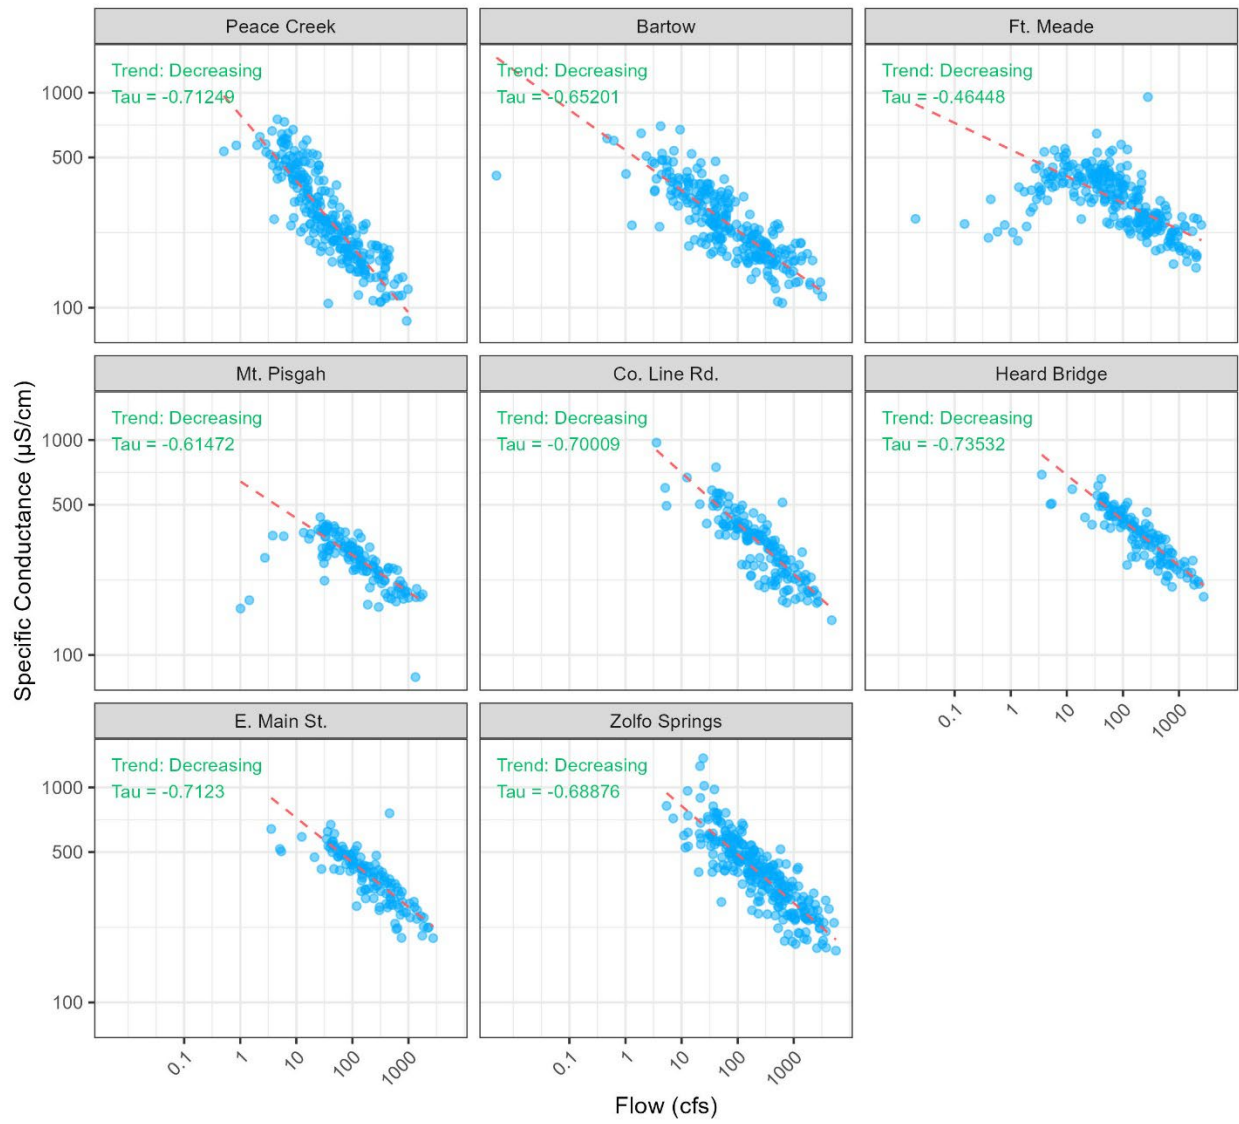 Peace Creek
Bartow
Ft. Meade
Trend: Decreasing
Tau = -0.71249
Trend: Decreasing
Tau = -0.65201
Trend: Decreasing
Tau = -0.46448
1000
500
100
Mt. Pisgah
Co. Line Rd.
Heard Bridge
Trend: Decreasing
Tau = -0.61472
Trend: Decreasing
Tau = -0.70009
Trend: Decreasing
Tau = -0.73532
1000
500
100
0.1 1 10 100 1000
E. Main St.
Zolfo Springs
Trend: Decreasing
Tau = -0.7123
Trend: Decreasing
Tau = -0.68876
1000
500
100
0.1 1 10 100 1000
0.1 1 10 100 1000
Specific Conductance (µS/cm)
Flow (cfs)